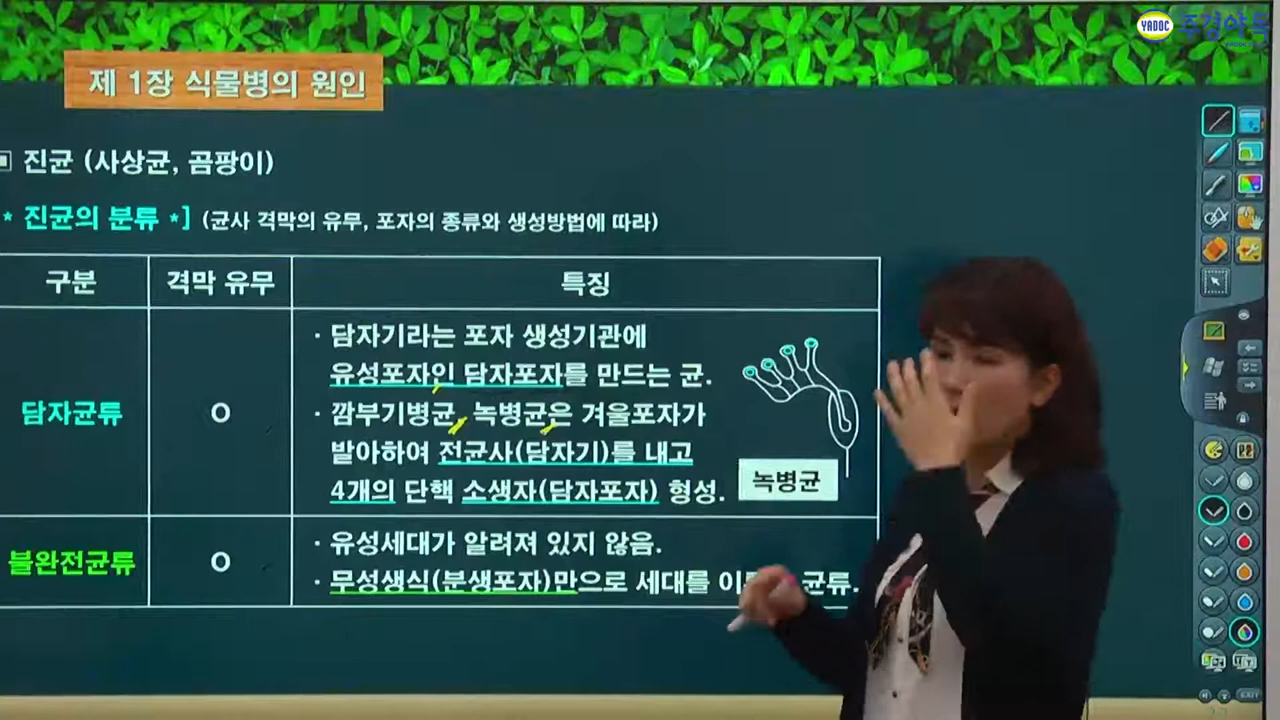 YADOC 주경야독
제 1장 식물병의 원인
진균 (사상균, 곰팡이)
* 진균의 분류 *] (균사 격막의 유무, 포자의 종류와 생성방법에 따라)
구분 격막 유무 특징
담자균류 O
· 담자기라는 포자 생성기관에
유성포자인 담자포자를 만드는 균.
· 깜부기병균, 녹병균은 겨울포자가
발아하여 전균사(담자기)를 내고
4개의 단핵 소생자(담자포자) 형성.
녹병균
불완전균류 O
· 유성세대가 알려져 있지 않음.
· 무성생식(분생포자)만으로 세대를 균류.
EXIT